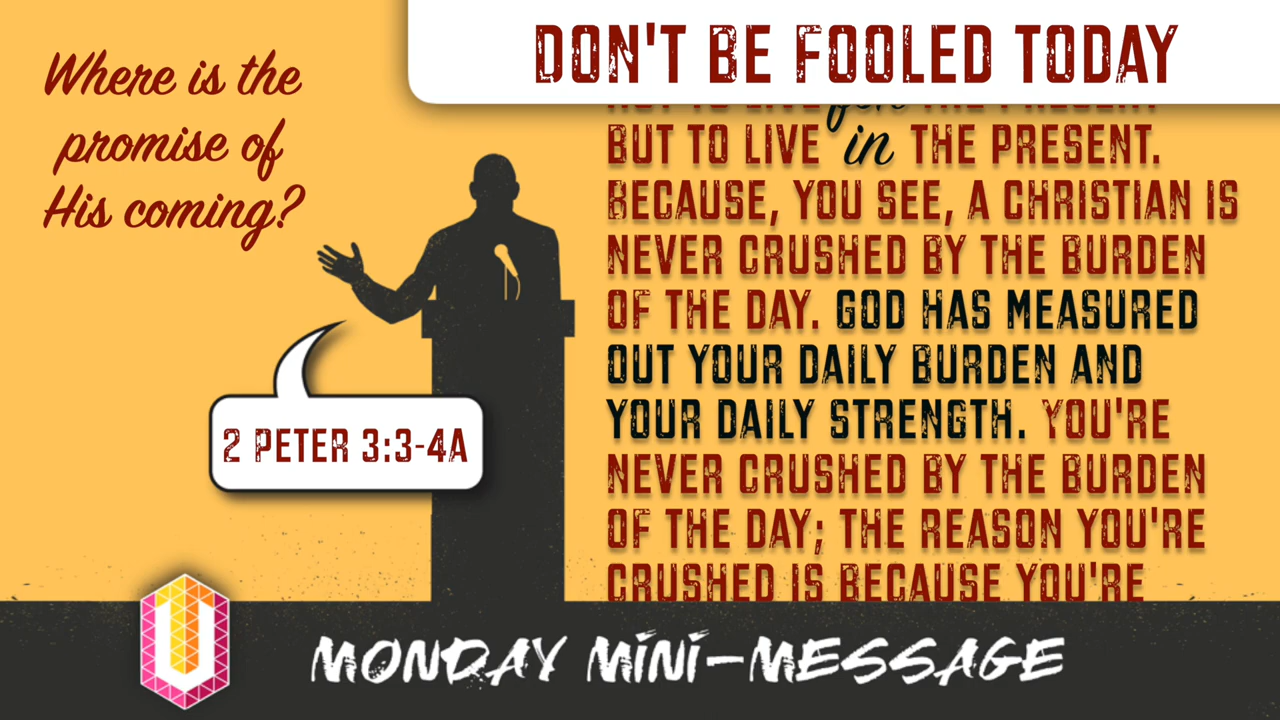 Where is the
promise of
His coming?
DON'T BE FOOLED TODAY
for
BUT TO LIVE in THE PRESENT.
BECAUSE, YOU SEE, A CHRISTIAN IS
NEVER CRUSHED BY THE BURDEN
OF THE DAY. GOD HAS MEASURED
OUT YOUR DAILY BURDEN AND
YOUR DAILY STRENGTH. YOU'RE
NEVER CRUSHED BY THE BURDEN
OF THE DAY; THE REASON YOU'RE
CRUSHED IS BECAUSE YOU'RE
2 PETER 3:3-4A
U
MONDAY MINI-MESSAGE